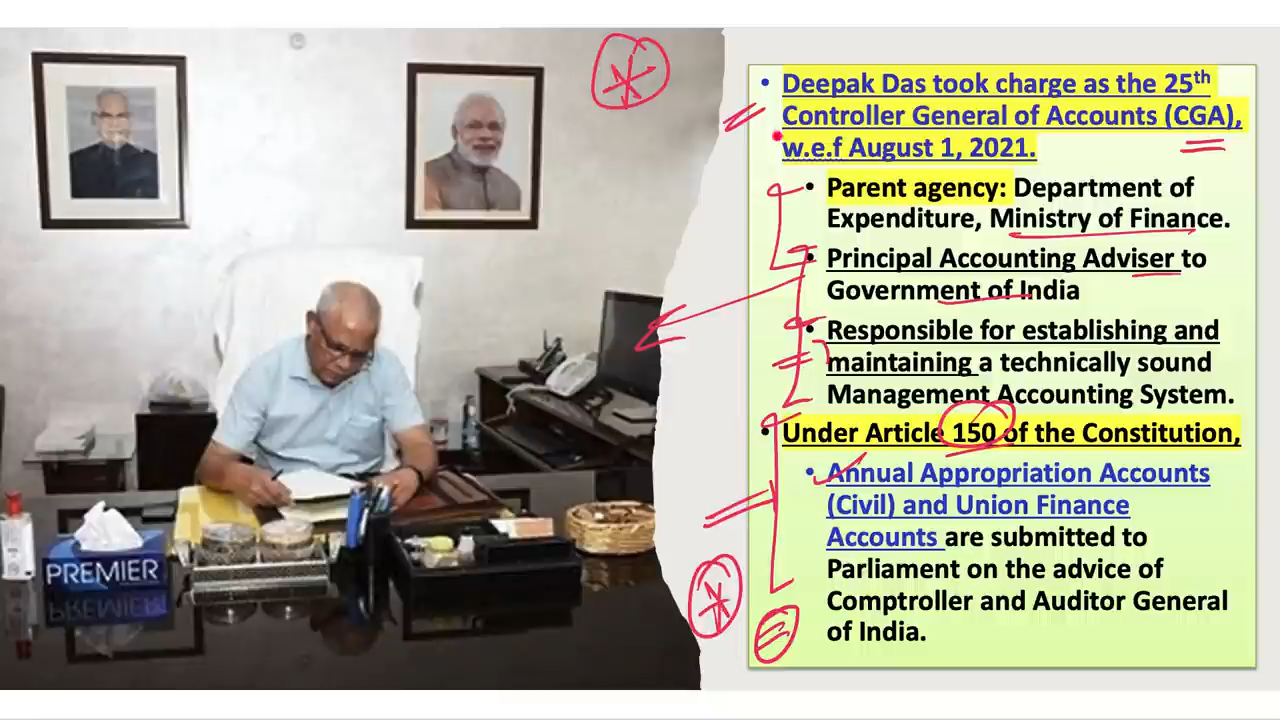 • Deepak Das took charge as the 25th
Controller General of Accounts (CGA),
w.e.f August 1, 2021.
• Parent agency: Department of
Expenditure, Ministry of Finance.
• Principal Accounting Adviser to
Government of India
• Responsible for establishing and
maintaining a technically sound
Management Accounting System.
• Under Article 150 of the Constitution,
• Annual Appropriation Accounts
(Civil) and Union Finance
Accounts are submitted to
Parliament on the advice of
Comptroller and Auditor General
of India.
PREMIER